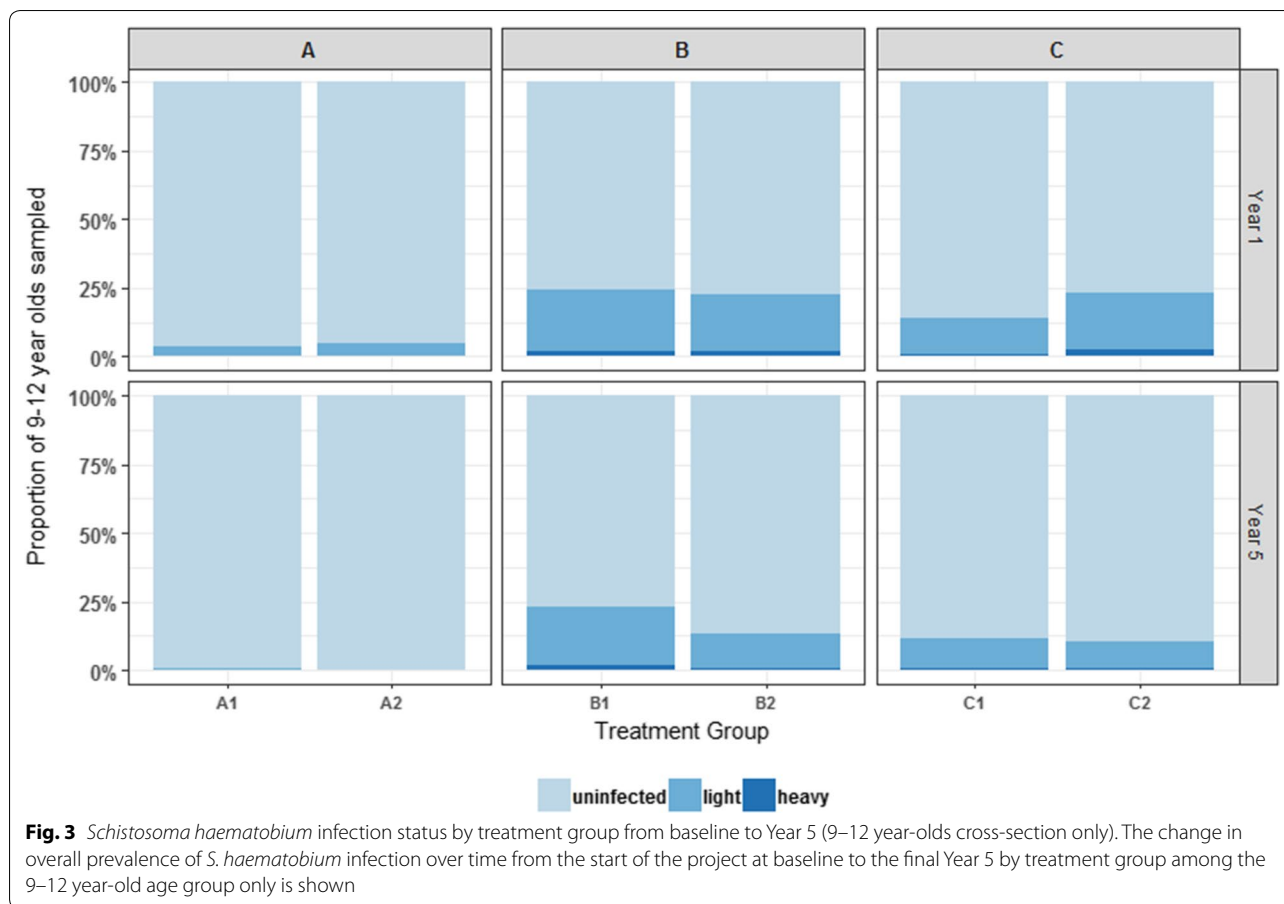 A B C
Proportion of 9-12 year olds sampled
100%
75%
50%
25%
0%
Year 1
100%
75%
50%
25%
0%
Year 5
A1 A2 B1 B2 C1 C2
Treatment Group
uninfected light heavy
Fig. 3 Schistosoma haematobium infection status by treatment group from baseline to Year 5 (9–12 year-olds cross-section only). The change in
overall prevalence of S. haematobium infection over time from the start of the project at baseline to the final Year 5 by treatment group among the
9–12 year-old age group only is shown